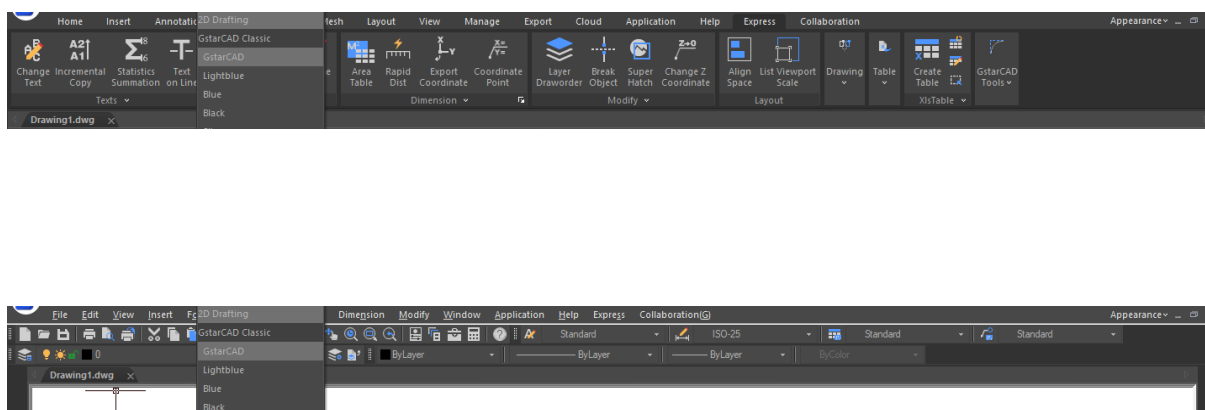 Home Insert Annotatio 2D Drafting Mesh Layout View Manage Export Cloud Application Help Express Collaboration Appearance
GstarCAD Classic
GstarCAD
Lightblue
Blue
Black
Change Text Incremental Copy Statistics Summation Text on Line Area Table Rapid Dist Export Coordinate Coordinate Point Layer Draworder Break Object Super Hatch Change Z Coordinate Align Space List Viewport Scale Drawing Table Create Table GstarCAD Tools
Texts Dimension Modify Layout XlsTable
Drawing1.dwg
File Edit View Insert Fo 2D Drafting Dimension Modify Window Application Help Express Collaboration(G) Appearance
GstarCAD Classic Standard ISO-25 Standard Standard
0 GstarCAD ByLayer ByLayer ByLayer ByColor
Lightblue
Drawing1.dwg
Blue
Black